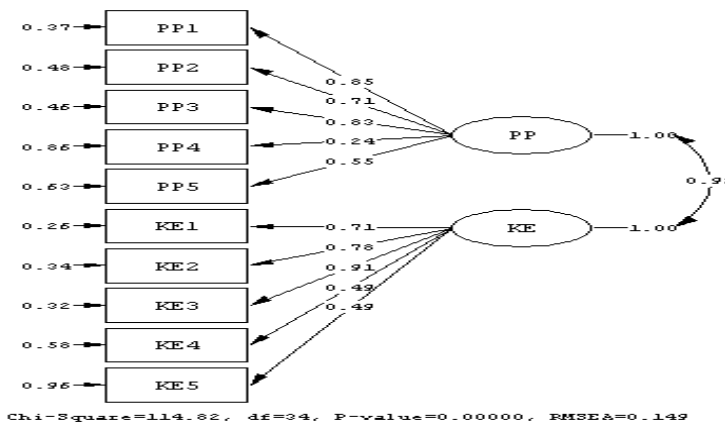 0.37 PP1
0.48 PP2
0.85
0.71
0.46 PP3
0.83
PP 1.00
0.86 PP4
0.24
0.55
0.63 PP5
0.26 KE1
0.71
KE 1.00
0.78
0.34 KE2
0.91
0.32 KE3
0.49
0.49
0.58 KE4
0.96 KE5
Chi-Square=114.82, df=34, P-value=0.00000, RMSEA=0.149